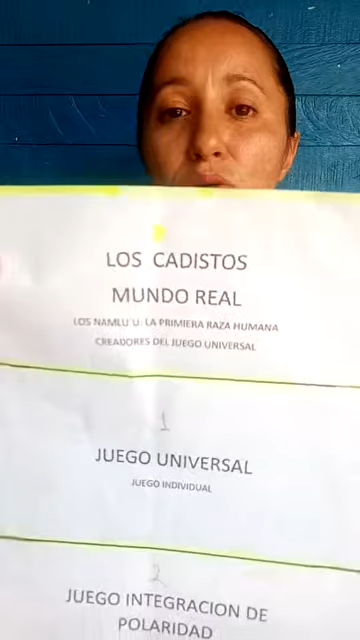 LOS CADISTOS
MUNDO REAL
LOS NAMLU´U: LA PRIMIERA RAZA HUMANA
CREADORES DEL JUEGO UNIVERSAL
1
JUEGO UNIVERSAL
JUEGO INDIVIDUAL
2
JUEGO INTEGRACION DE
POLARIDAD